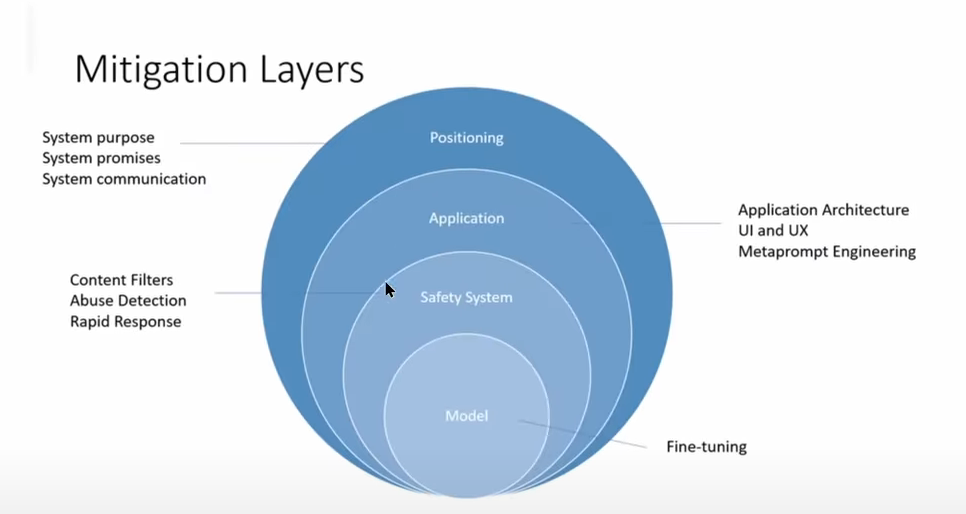 Mitigation Layers
System purpose
System promises
System communication
Positioning
Application
Application Architecture
UI and UX
Metaprompt Engineering
Content Filters
Abuse Detection
Rapid Response
Safety System
Model
Fine-tuning